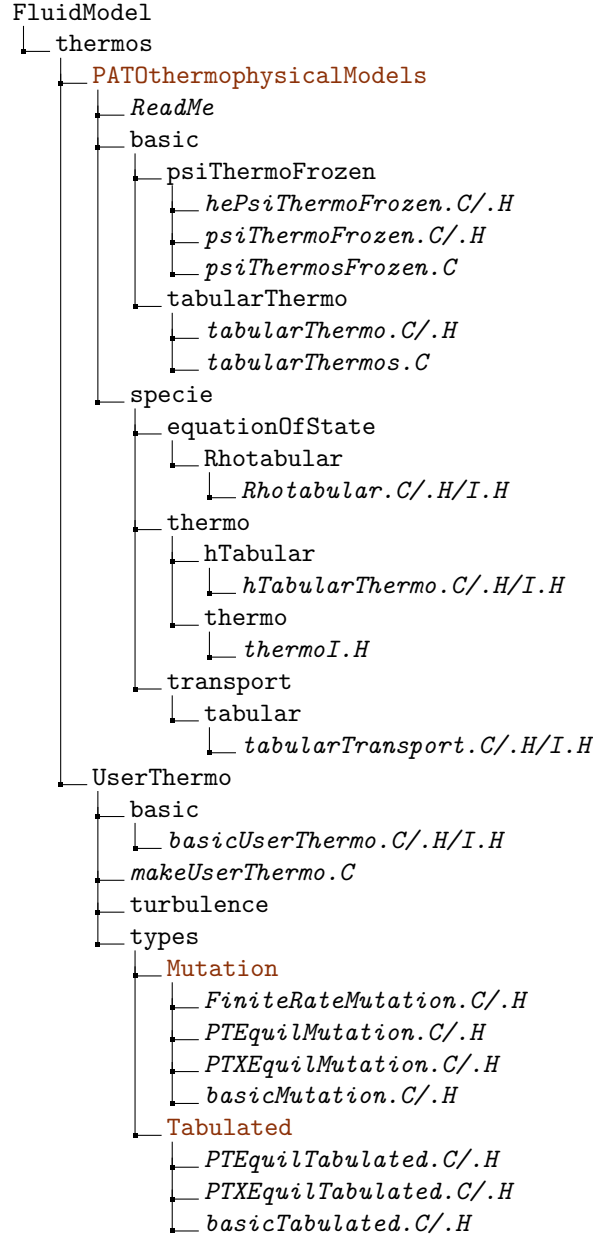 FluidModel
thermos
PATOthermophysicalModels
ReadMe
basic
psiThermoFrozen
hePsiThermoFrozen.C/.H
psiThermoFrozen.C/.H
psiThermosFrozen.C
tabularThermo
tabularThermo.C/.H
tabularThermos.C
specie
equationOfState
Rhotabular
Rhotabular.C/.H/I.H
thermo
hTabular
hTabularThermo.C/.H/I.H
thermo
thermoI.H
transport
tabular
tabularTransport.C/.H/I.H
UserThermo
basic
basicUserThermo.C/.H/I.H
makeUserThermo.C
turbulence
types
Mutation
FiniteRateMutation.C/.H
PTEquilMutation.C/.H
PTXEquilMutation.C/.H
basicMutation.C/.H
Tabulated
PTEquilTabulated.C/.H
PTXEquilTabulated.C/.H
basicTabulated.C/.H